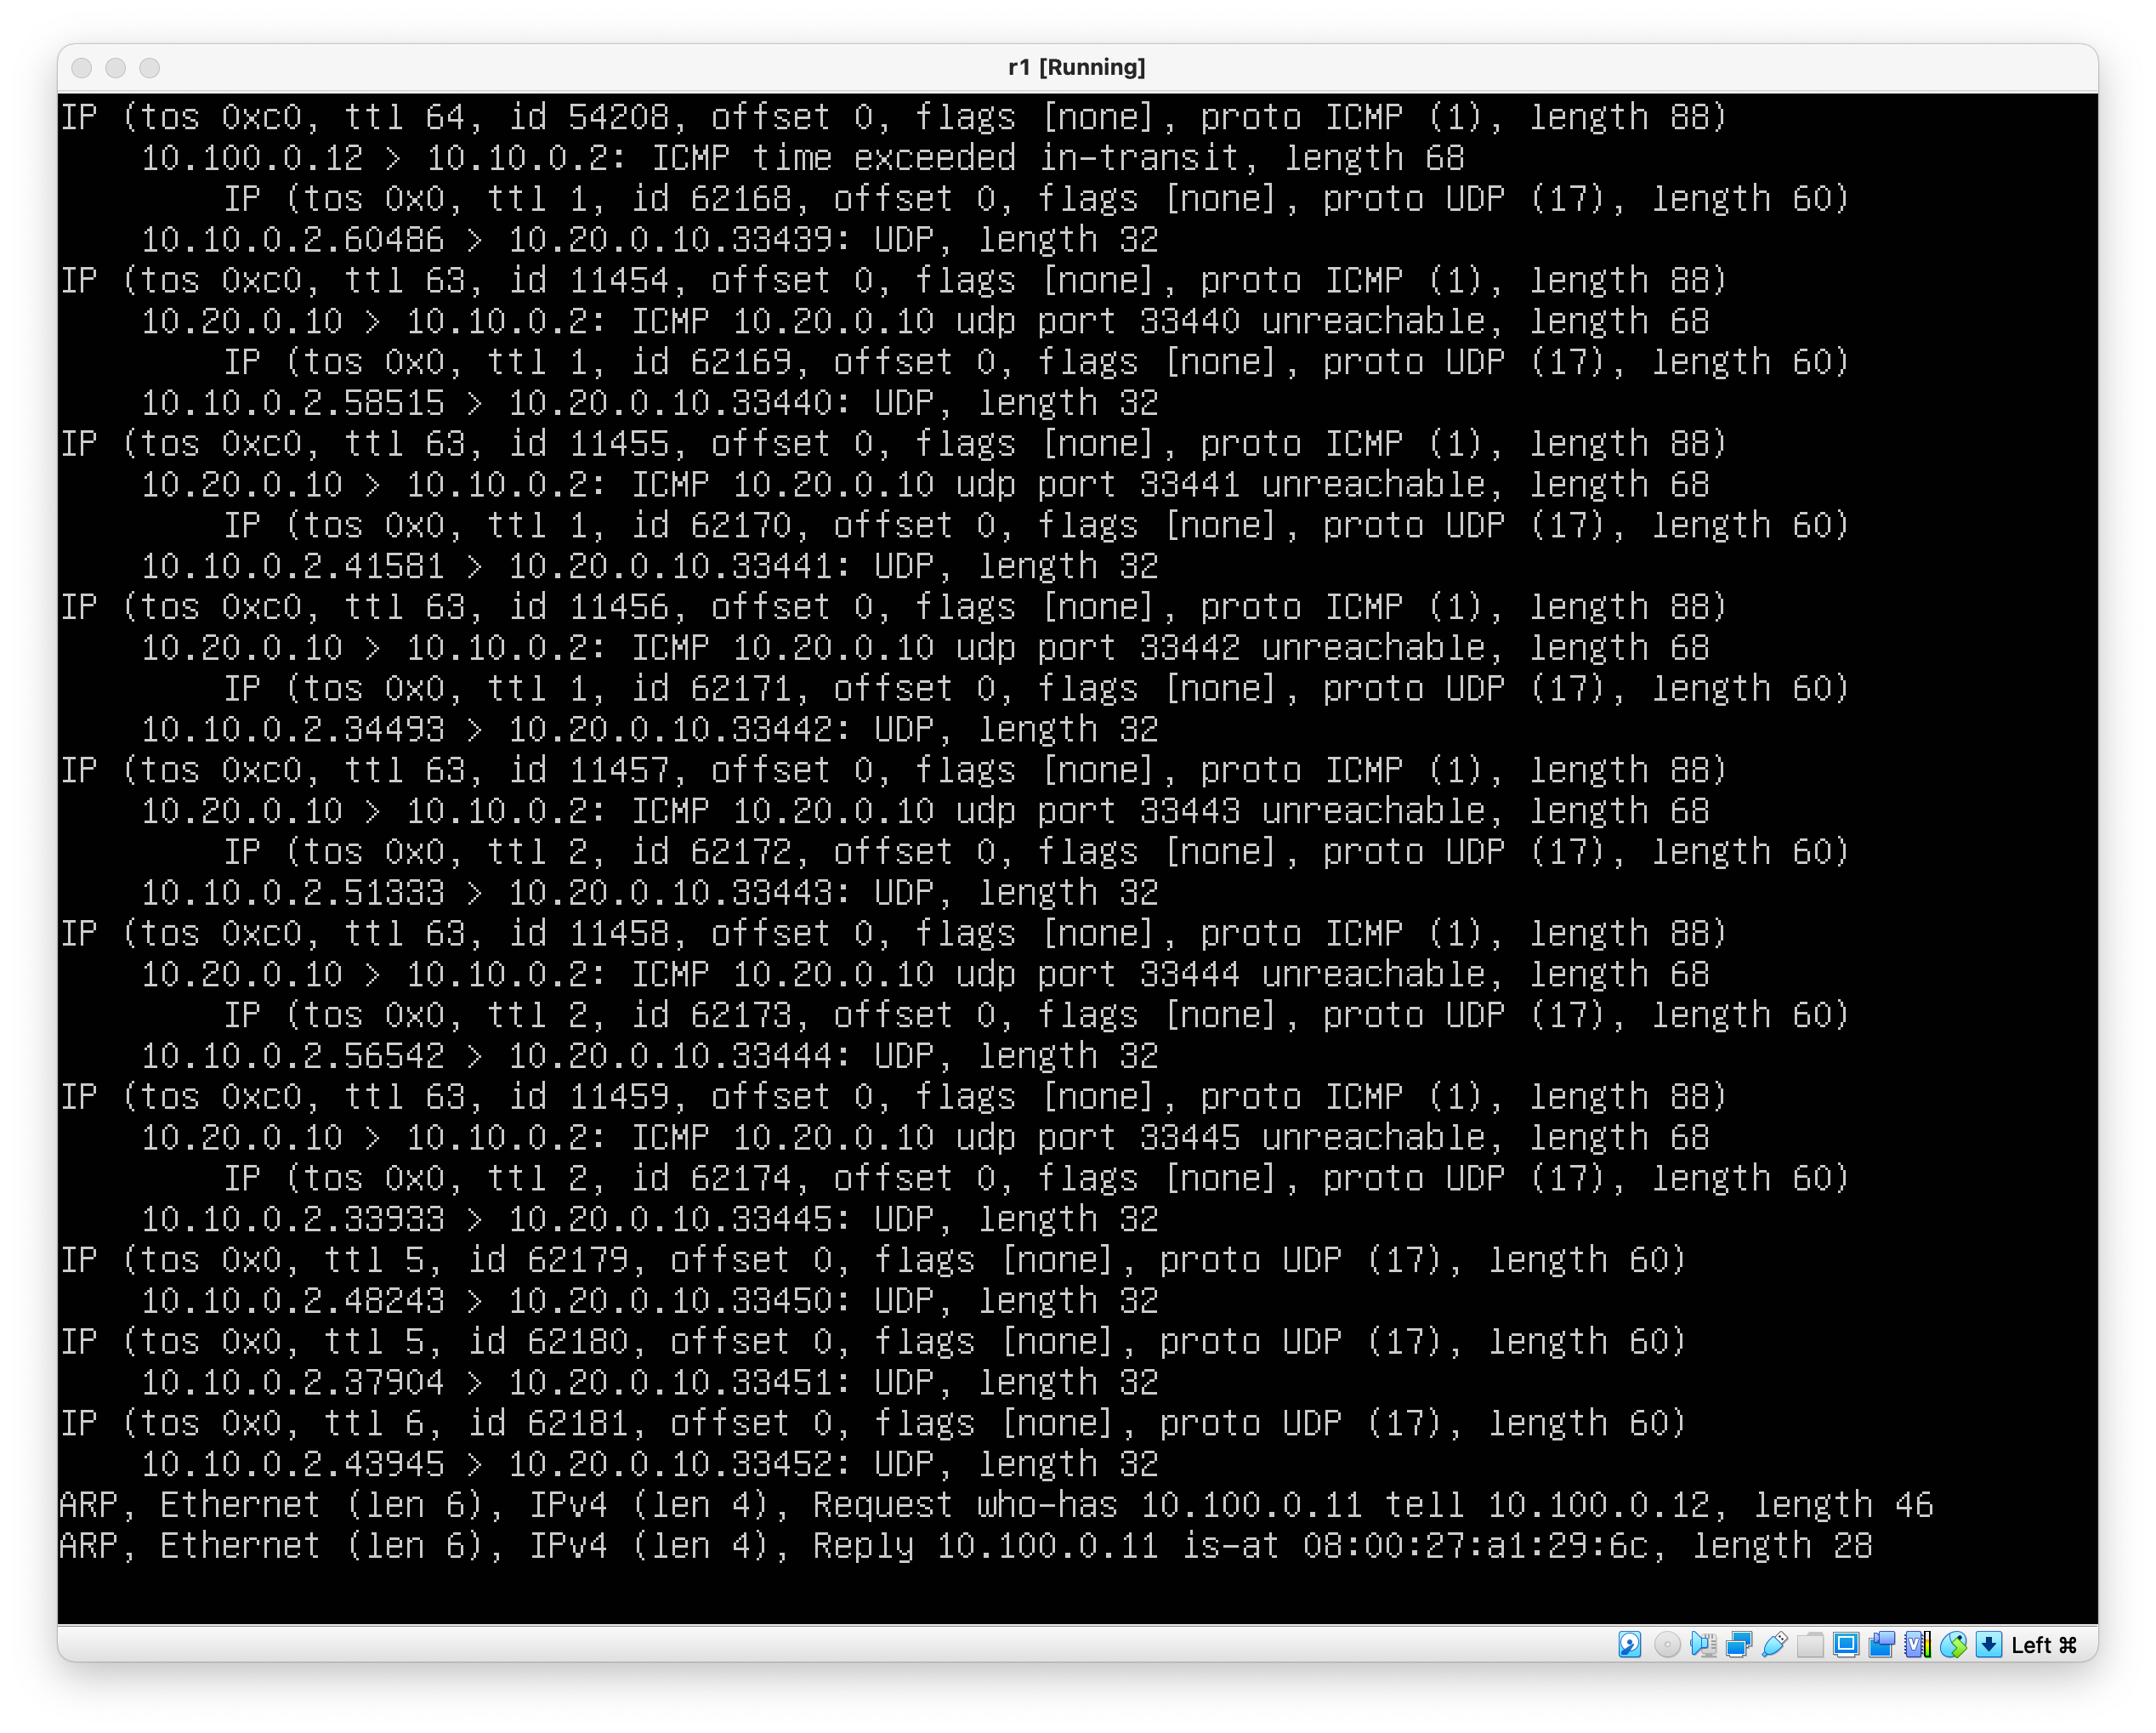 r1 [Running]
IP (tos 0xc0, ttl 64, id 54208, offset 0, flags [none], proto ICMP (1), length 88)
    10.100.0.12 > 10.10.0.2: ICMP time exceeded in-transit, length 68
        IP (tos 0x0, ttl 1, id 62168, offset 0, flags [none], proto UDP (17), length 60)
    10.10.0.2.60486 > 10.20.0.10.33439: UDP, length 32
IP (tos 0xc0, ttl 63, id 11454, offset 0, flags [none], proto ICMP (1), length 88)
    10.20.0.10 > 10.10.0.2: ICMP 10.20.0.10 udp port 33440 unreachable, length 68
        IP (tos 0x0, ttl 1, id 62169, offset 0, flags [none], proto UDP (17), length 60)
    10.10.0.2.58515 > 10.20.0.10.33440: UDP, length 32
IP (tos 0xc0, ttl 63, id 11455, offset 0, flags [none], proto ICMP (1), length 88)
    10.20.0.10 > 10.10.0.2: ICMP 10.20.0.10 udp port 33441 unreachable, length 68
        IP (tos 0x0, ttl 1, id 62170, offset 0, flags [none], proto UDP (17), length 60)
    10.10.0.2.41581 > 10.20.0.10.33441: UDP, length 32
IP (tos 0xc0, ttl 63, id 11456, offset 0, flags [none], proto ICMP (1), length 88)
    10.20.0.10 > 10.10.0.2: ICMP 10.20.0.10 udp port 33442 unreachable, length 68
        IP (tos 0x0, ttl 1, id 62171, offset 0, flags [none], proto UDP (17), length 60)
    10.10.0.2.34493 > 10.20.0.10.33442: UDP, length 32
IP (tos 0xc0, ttl 63, id 11457, offset 0, flags [none], proto ICMP (1), length 88)
    10.20.0.10 > 10.10.0.2: ICMP 10.20.0.10 udp port 33443 unreachable, length 68
        IP (tos 0x0, ttl 2, id 62172, offset 0, flags [none], proto UDP (17), length 60)
    10.10.0.2.51333 > 10.20.0.10.33443: UDP, length 32
IP (tos 0xc0, ttl 63, id 11458, offset 0, flags [none], proto ICMP (1), length 88)
    10.20.0.10 > 10.10.0.2: ICMP 10.20.0.10 udp port 33444 unreachable, length 68
        IP (tos 0x0, ttl 2, id 62173, offset 0, flags [none], proto UDP (17), length 60)
    10.10.0.2.56542 > 10.20.0.10.33444: UDP, length 32
IP (tos 0xc0, ttl 63, id 11459, offset 0, flags [none], proto ICMP (1), length 88)
    10.20.0.10 > 10.10.0.2: ICMP 10.20.0.10 udp port 33445 unreachable, length 68
        IP (tos 0x0, ttl 2, id 62174, offset 0, flags [none], proto UDP (17), length 60)
    10.10.0.2.33933 > 10.20.0.10.33445: UDP, length 32
IP (tos 0x0, ttl 5, id 62179, offset 0, flags [none], proto UDP (17), length 60)
    10.10.0.2.48243 > 10.20.0.10.33450: UDP, length 32
IP (tos 0x0, ttl 5, id 62180, offset 0, flags [none], proto UDP (17), length 60)
    10.10.0.2.37904 > 10.20.0.10.33451: UDP, length 32
IP (tos 0x0, ttl 6, id 62181, offset 0, flags [none], proto UDP (17), length 60)
    10.10.0.2.43945 > 10.20.0.10.33452: UDP, length 32
ARP, Ethernet (len 6), IPv4 (len 4), Request who-has 10.100.0.11 tell 10.100.0.12, length 46
ARP, Ethernet (len 6), IPv4 (len 4), Reply 10.100.0.11 is-at 08:00:27:a1:29:6c, length 28
Left ⌘